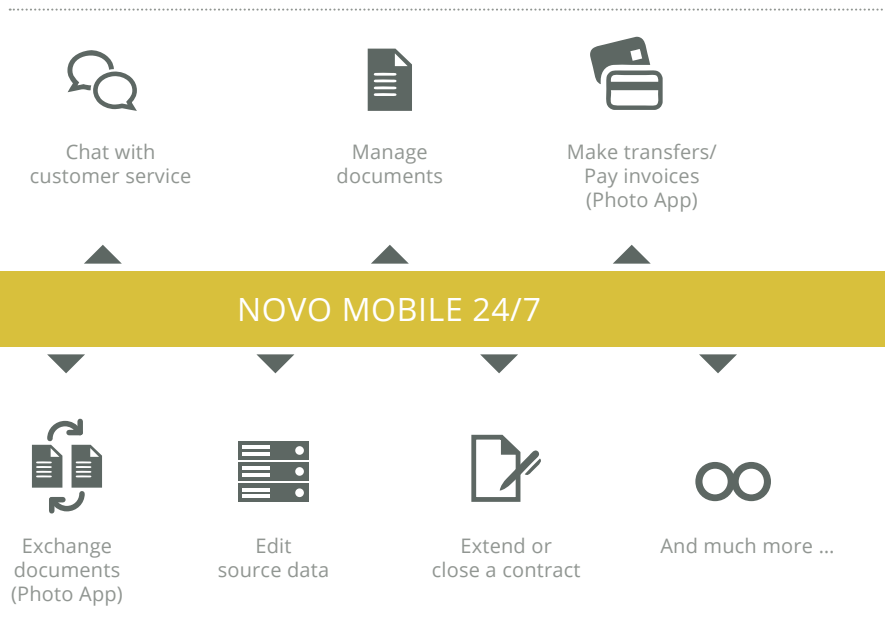 Chat with
customer service
Manage
documents
Make transfers/
Pay invoices
(Photo App)
NOVO MOBILE 24/7
Exchange
documents
(Photo App)
Edit
source data
Extend or
close a contract
And much more ...